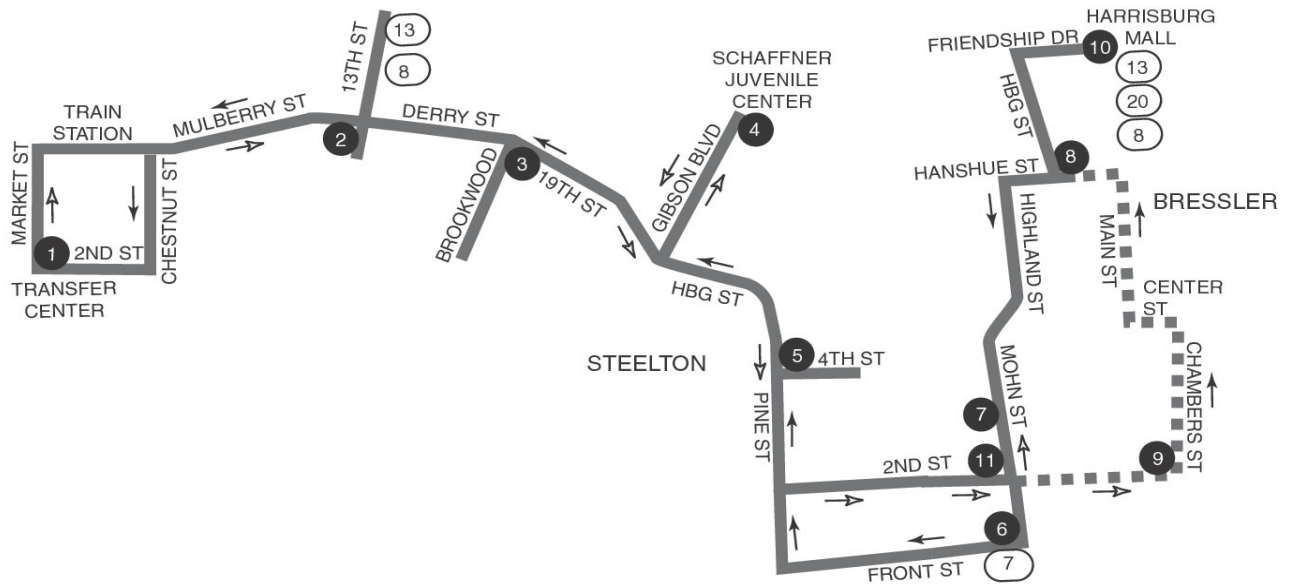 13TH ST
13
8
2
MULBERRY ST
DERRY ST
TRAIN
STATION
MARKET ST
CHESTNUT ST
1
2ND ST
TRANSFER
CENTER
BROOKWOOD
3
19TH ST
SCHAFFNER
JUVENILE
CENTER
4
GIBSON BLVD
HBG ST
STEELTON
5
4TH ST
PINE ST
2ND ST
11
7
MOHN ST
6
7
FRONT ST
FRIENDSHIP DR
10
HARRISBURG
MALL
13
20
8
HBG ST
HANSHUE ST
8
HIGHLAND ST
MAIN ST
BRESSLER
CENTER
ST
CHAMBERS ST
9